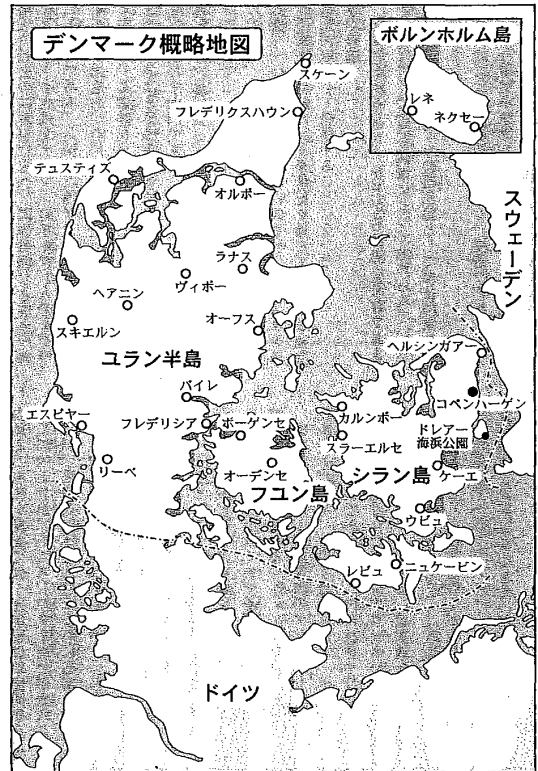 デンマーク概略地図
ボルンホルム島
スケーン
レネ
ネクセー
フレデリクスハウン
テュスティズ
オルボー
スウェーデン
ラナス
ヴィボー
ヘアニン
スキエルン
オーフス
ヘルシンガアー
ユラン半島
バイレ
コペンハーゲン
エスビヤー
フレデリシア
ボーゲンセ
カルンボー
ドレアー
海浜公園
スラーエルセ
リーベ
オーデンセ
シラン島
ケーエ
フユン島
ウビュ
レビュ
ニュケービン
ドイツ